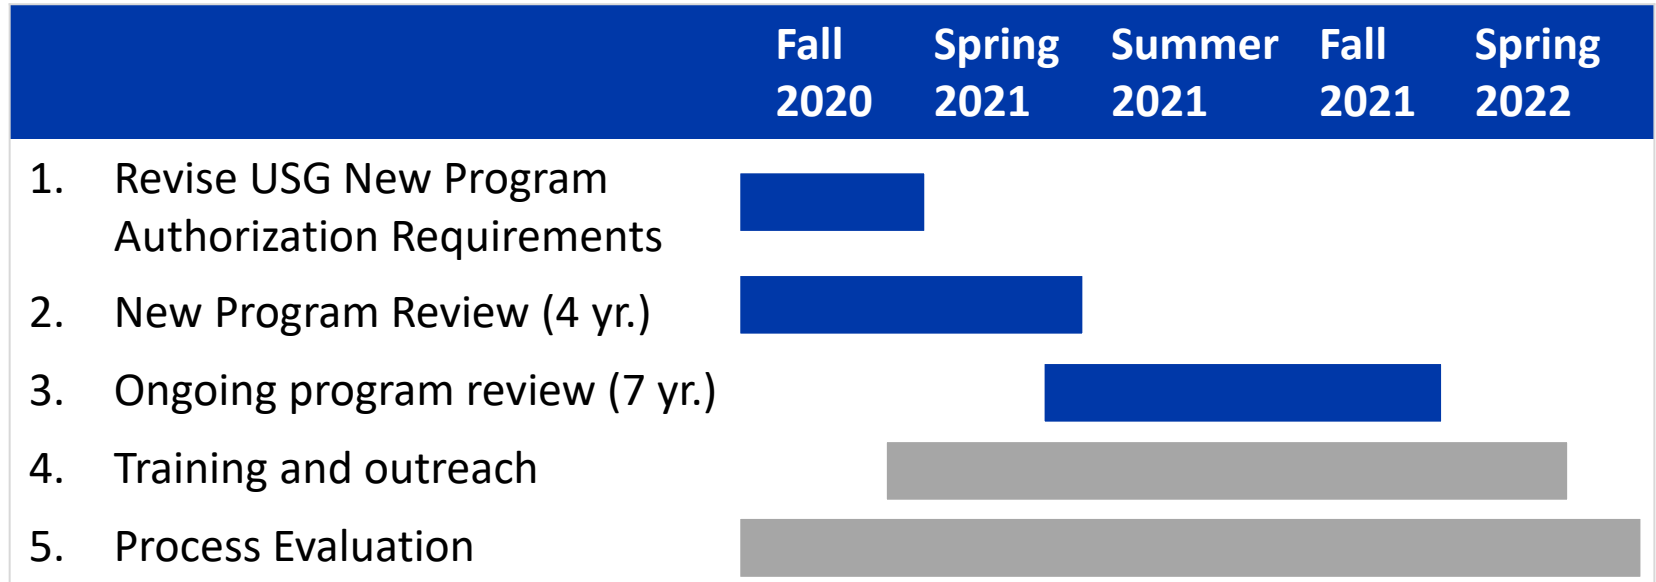 Fall Spring Summer Fall Spring
2020 2021 2021 2021 2022
1. Revise USG New Program
Authorization Requirements
2. New Program Review (4 yr.)
3. Ongoing program review (7 yr.)
4. Training and outreach
5. Process Evaluation